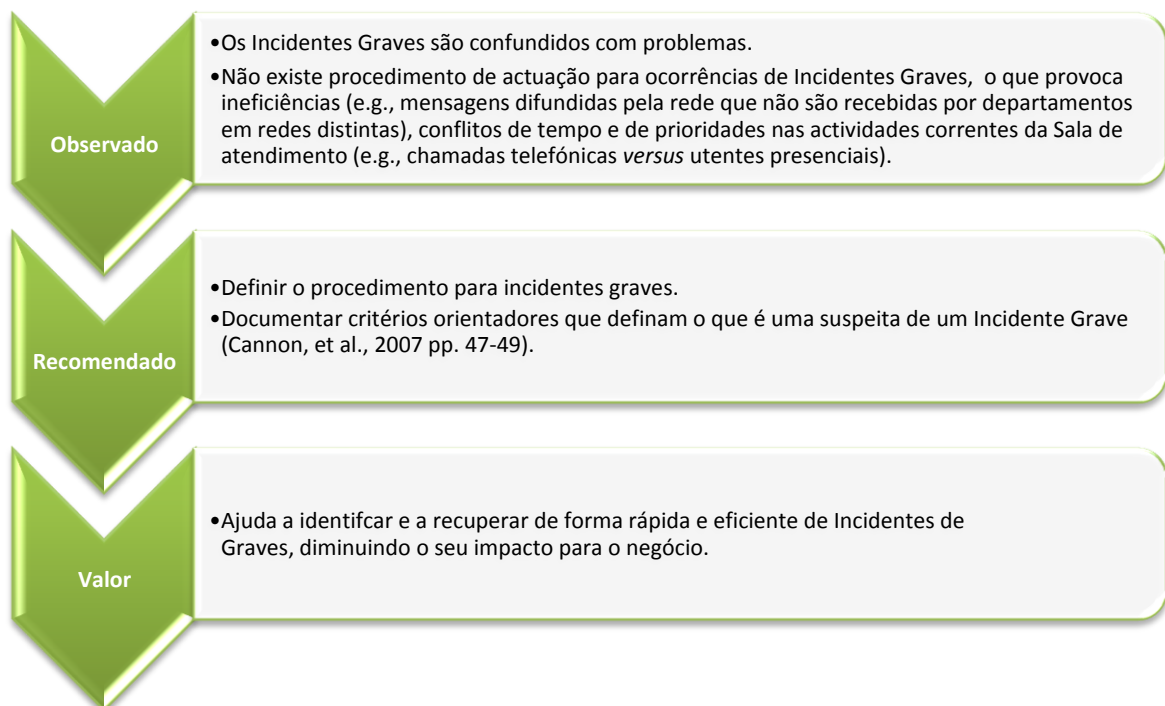 Observado
•Os Incidentes Graves são confundidos com problemas.
•Não existe procedimento de actuação para ocorrências de Incidentes Graves, o que provoca
ineficiências (e.g., mensagens difundidas pela rede que não são recebidas por departamentos
em redes distintas), conflitos de tempo e de prioridades nas actividades correntes da Sala de
atendimento (e.g., chamadas telefónicas versus utentes presenciais).
Recomendado
•Definir o procedimento para incidentes graves.
•Documentar critérios orientadores que definam o que é uma suspeita de um Incidente Grave
(Cannon, et al., 2007 pp. 47-49).
Valor
•Ajuda a identifcar e a recuperar de forma rápida e eficiente de Incidentes de
Graves, diminuindo o seu impacto para o negócio.